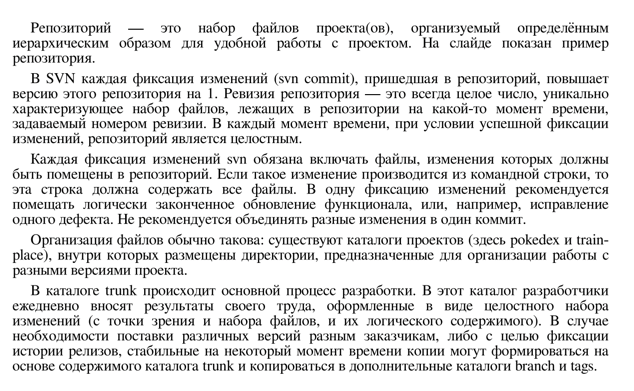 Репозиторий — это набор файлов проекта(ов), организуемый определённым
иерархическим образом для удобной работы с проектом. На слайде показан пример
репозитория.
В SVN каждая фиксация изменений (svn commit), пришедшая в репозиторий, повышает
версию этого репозитория на 1. Ревизия репозитория — это всегда целое число, уникально
характеризующее набор файлов, лежащих в репозитории на какой-то момент времени,
задаваемый номером ревизии. В каждый момент времени, при условии успешной фиксации
изменений, репозиторий является целостным.
Каждая фиксация изменений svn обязана включать файлы, изменения которых должны
быть помещены в репозиторий. Если такое изменение производится из командной строки, то
эта строка должна содержать все файлы. В одну фиксацию изменений рекомендуется
помещать логически законченное обновление функционала, или, например, исправление
одного дефекта. Не рекомендуется объединять разные изменения в один коммит.
Организация файлов обычно такова: существуют каталоги проектов (здесь pokedex и train-
place), внутри которых размещены директории, предназначенные для организации работы с
разными версиями проекта.
В каталоге trunk происходит основной процесс разработки. В этот каталог разработчики
ежедневно вносят результаты своего труда, оформленные в виде целостного набора
изменений (с точки зрения и набора файлов, и их логического содержимого). В случае
необходимости поставки различных версий разным заказчикам, либо с целью фиксации
истории релизов, стабильные на некоторый момент времени копии могут формироваться на
основе содержимого каталога trunk и копироваться в дополнительные каталоги branch и tags.